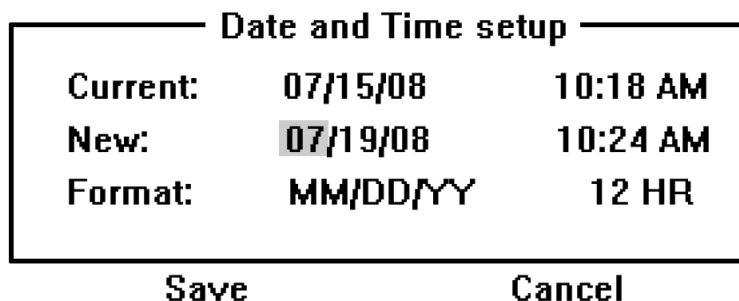 Date and Time setup
Current: 07/15/08 10:18 AM
New: 07/19/08 10:24 AM
Format: MM/DD/YY 12 HR
Save Cancel